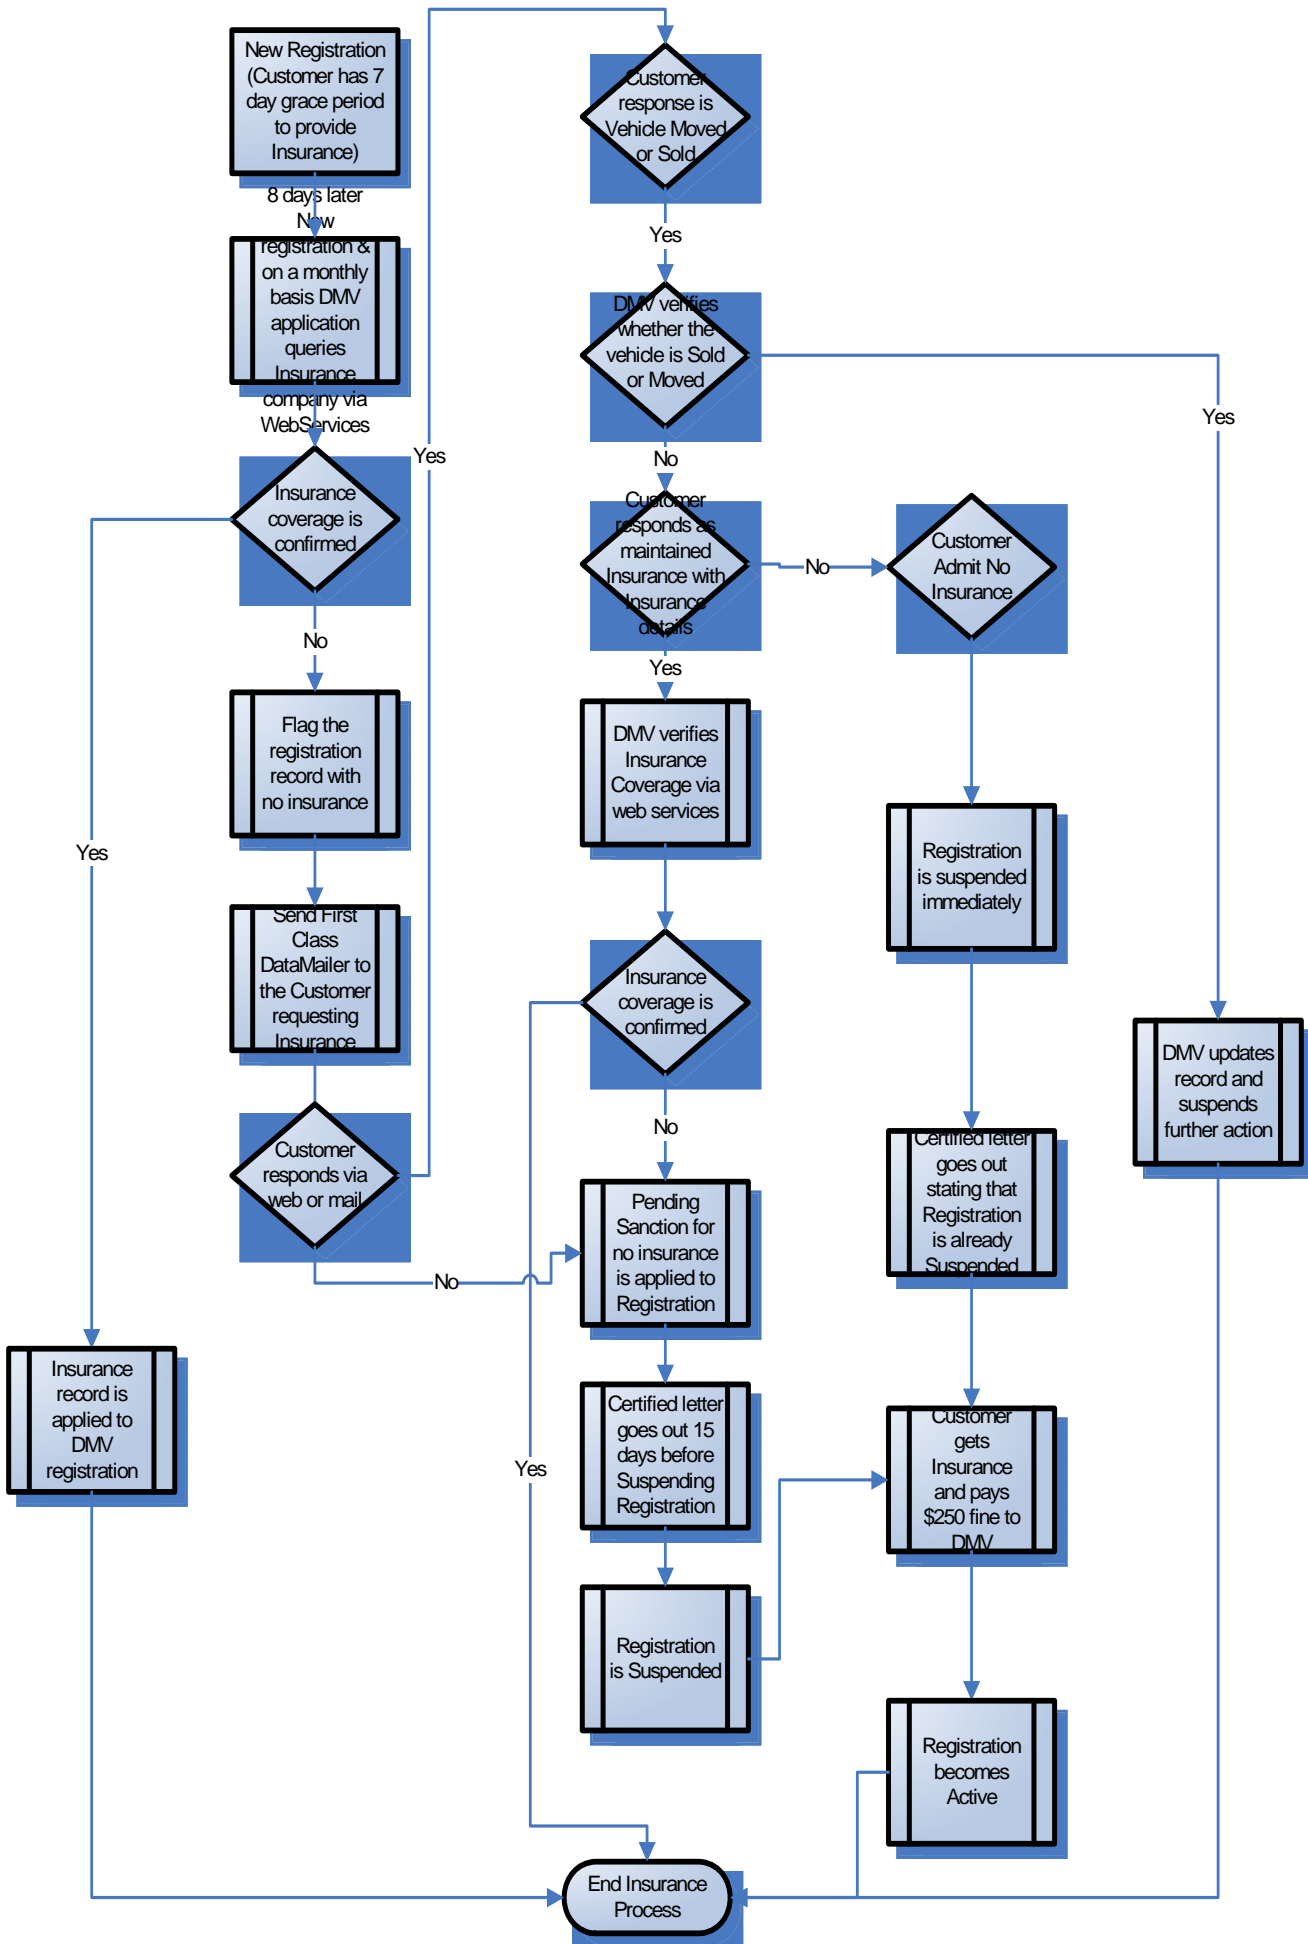 New Registration
(Customer has 7
day grace period
to provide
Insurance)
8 days later
New
registration &
on a monthly
basis DMV
application
queries
Insurance
company via
WebServices
Insurance
coverage is
confirmed
Yes
No
Flag the
registration
record with
no insurance
Send First
Class
DataMailer to
the Customer
requesting
Insurance
Customer
responds via
web or mail
Yes
No
Insurance
record is
applied to
DMV
registration
Customer
response is
Vehicle Moved
or Sold
Yes
DMV verifies
whether the
vehicle is Sold
or Moved
Yes
No
Customer
responds as
maintained
Insurance with
Insurance
details
No
Yes
DMV verifies
Insurance
Coverage via
web services
Insurance
coverage is
confirmed
Yes
No
Pending
Sanction for
no insurance
is applied to
Registration
Certified letter
goes out 15
days before
Suspending
Registration
Registration
is Suspended
Customer
Admit No
Insurance
Registration
is suspended
immediately
Certified letter
goes out
stating that
Registration
is already
Suspended
Customer
gets
Insurance
and pays
$250 fine to
DMV
Registration
becomes
Active
DMV updates
record and
suspends
further action
End Insurance
Process